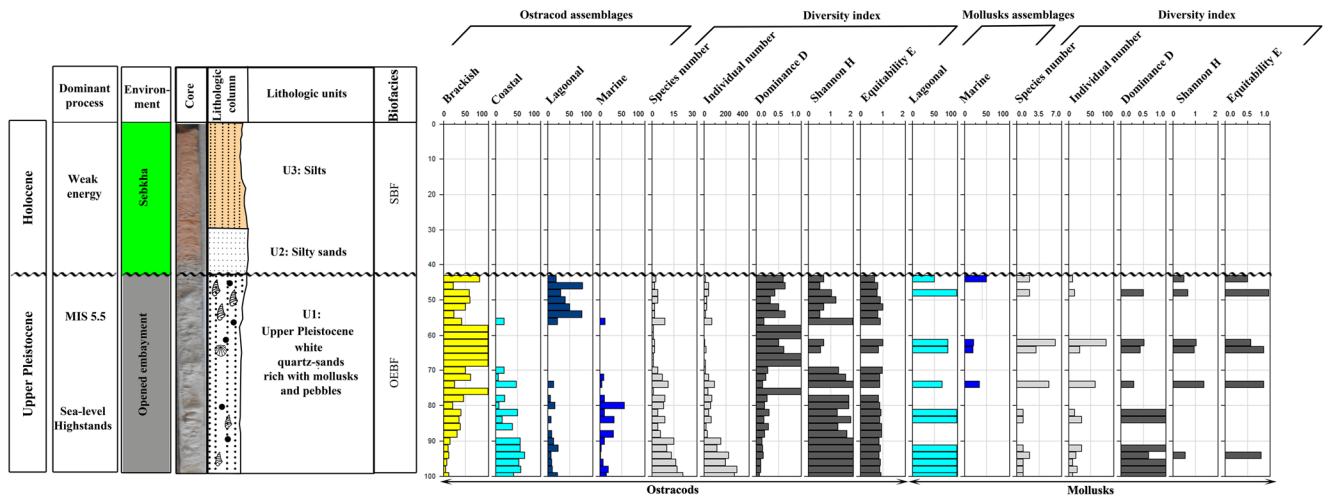 Ostracod assemblages
Diversity index
Mollusks assemblages
Diversity index
Dominant process
Environ-ment
Core
Lithologic column
Lithologic units
Biofacies
Brackish
Coastal
Lagoonal
Marine
Species number
Individual number
Dominance D
Shannon H
Equitability E
Lagoonal
Marine
Species number
Individual number
Dominance D
Shannon H
Equitability E
0 50 100
0 50 100
0 50 100
0 50 100
0 15 30
0 200 400
0.0 0.5 1.0
0 1 2
0.0 0.5 1.0
0 50 100
0 50 100
0.0 3.5 7.0
0 50 100
0.0 0.5 1.0
0 1 2
0.0 0.5 1.0
0
10
20
30
40
50
60
70
80
90
100
Holocene
Weak
energy
Sebkha
U3: Silts
U2: Silty sands
SBF
Upper Pleistocene
MIS 5.5
Sea-level
Highstands
Opened embayment
U1:
Upper Pleistocene
white
quartz-sands
rich with mollusks
and pebbles
OEBF
Ostracods
Mollusks